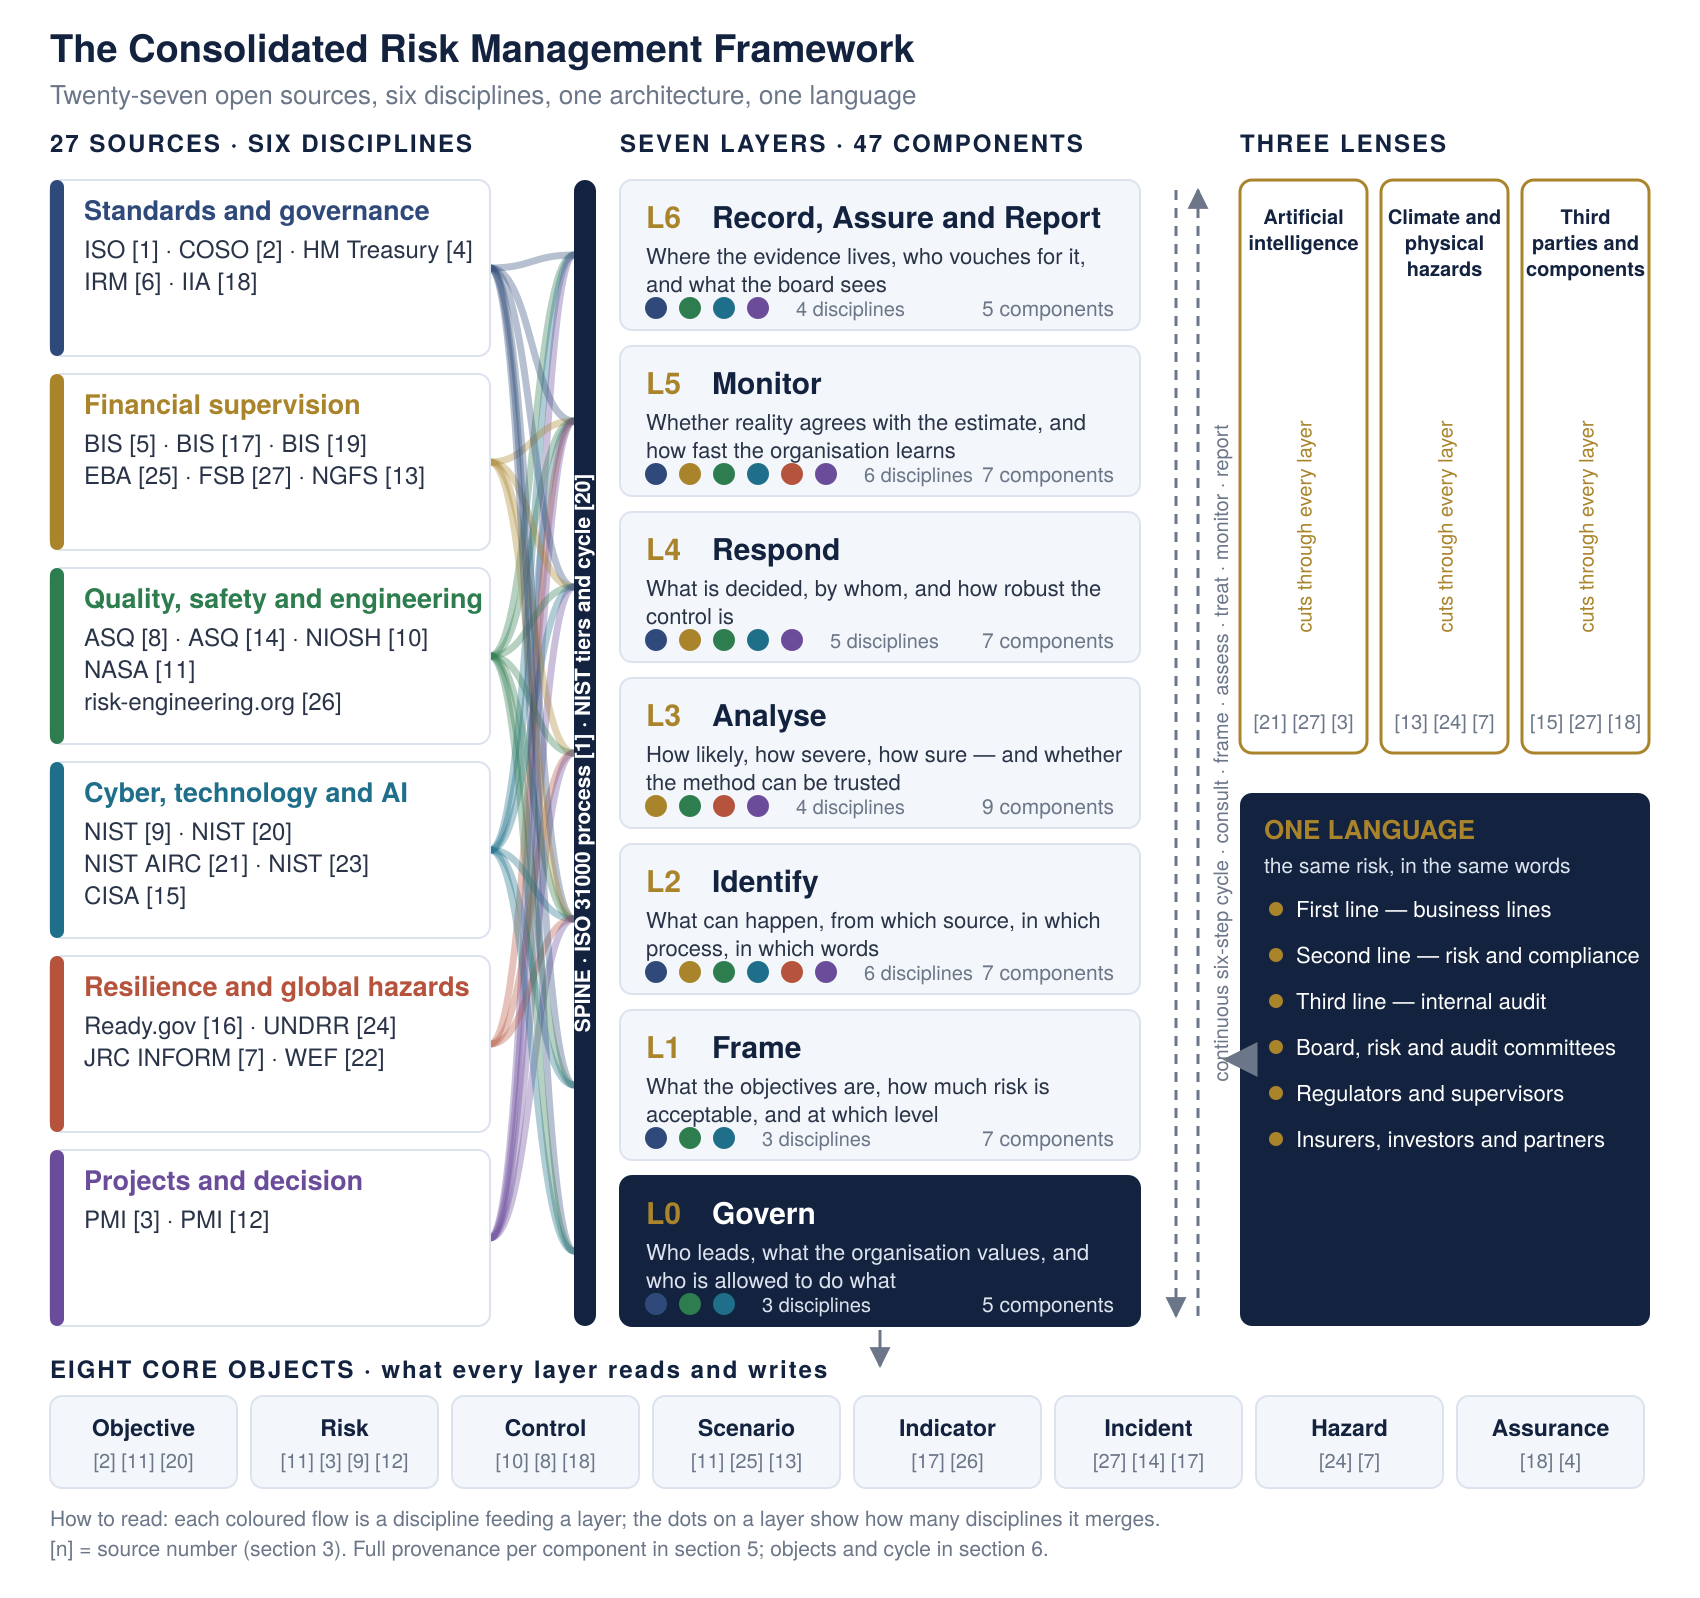 The Consolidated Risk Management Framework
Twenty-seven open sources, six disciplines, one architecture, one language
27 SOURCES · SIX DISCIPLINES
Standards and governance
ISO [1] · COSO [2] · HM Treasury [4]
IRM [6] · IIA [18]
Financial supervision
BIS [5] · BIS [17] · BIS [19]
EBA [25] · FSB [27] · NGFS [13]
Quality, safety and engineering
ASQ [8] · ASQ [14] · NIOSH [10]
NASA [11]
risk-engineering.org [26]
Cyber, technology and AI
NIST [9] · NIST [20]
NIST AIRC [21] · NIST [23]
CISA [15]
Resilience and global hazards
Ready.gov [16] · UNDRR [24]
JRC INFORM [7] · WEF [22]
Projects and decision
PMI [3] · PMI [12]
SPINE · ISO 31000 process [1] · NIST tiers and cycle [20]
SEVEN LAYERS · 47 COMPONENTS
L6 Record, Assure and Report
Where the evidence lives, who vouches for it,
and what the board sees
4 disciplines 5 components
L5 Monitor
Whether reality agrees with the estimate, and
how fast the organisation learns
6 disciplines 7 components
L4 Respond
What is decided, by whom, and how robust the
control is
5 disciplines 7 components
L3 Analyse
How likely, how severe, how sure — and whether
the method can be trusted
4 disciplines 9 components
L2 Identify
What can happen, from which source, in which
process, in which words
6 disciplines 7 components
L1 Frame
What the objectives are, how much risk is
acceptable, and at which level
3 disciplines 7 components
L0 Govern
Who leads, what the organisation values, and
who is allowed to do what
3 disciplines 5 components
continuous six-step cycle · consult · frame · assess · treat · monitor · report
THREE LENSES
Artificial
intelligence
cuts through every layer
[21] [27] [3]
Climate and
physical
hazards
cuts through every layer
[13] [24] [7]
Third
parties and
components
cuts through every layer
[15] [27] [18]
ONE LANGUAGE
the same risk, in the same words
First line — business lines
Second line — risk and compliance
Third line — internal audit
Board, risk and audit committees
Regulators and supervisors
Insurers, investors and partners
EIGHT CORE OBJECTS · what every layer reads and writes
Objective
[2] [11] [20]
Risk
[11] [3] [9] [12]
Control
[10] [8] [18]
Scenario
[11] [25] [13]
Indicator
[17] [26]
Incident
[27] [14] [17]
Hazard
[24] [7]
Assurance
[18] [4]
How to read: each coloured flow is a discipline feeding a layer; the dots on a layer show how many disciplines it merges.
[n] = source number (section 3). Full provenance per component in section 5; objects and cycle in section 6.